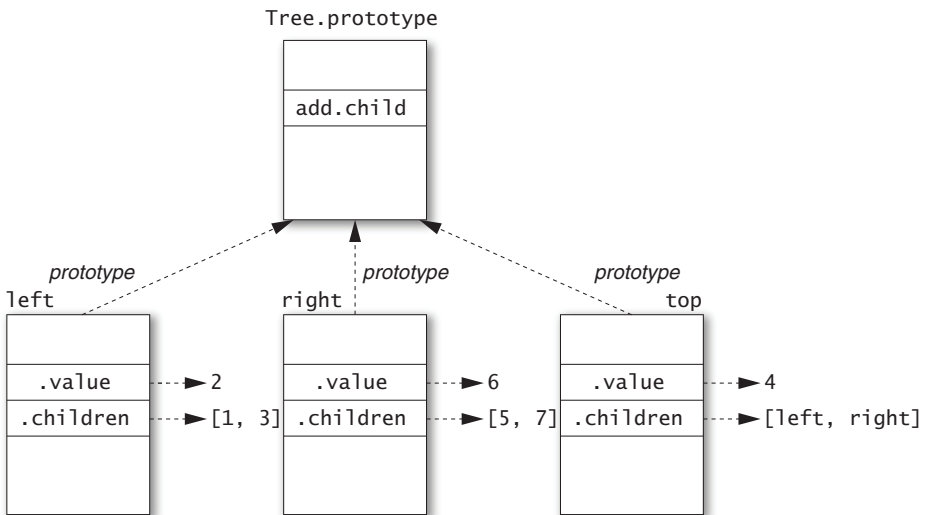 Tree.prototype
add.child
prototype prototype prototype
left right top
.value 2 .value 6 .value 4
.children [1, 3] .children [5, 7] .children [left, right]